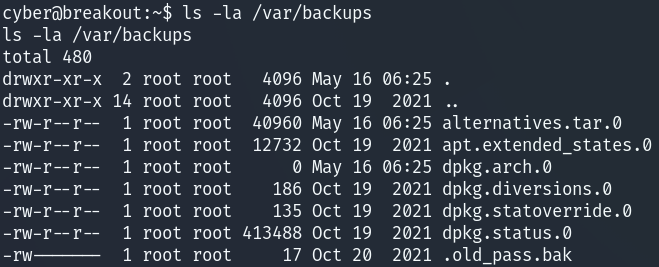 cyber@breakout:~$ ls -la /var/backups
ls -la /var/backups
total 480
drwxr-xr-x  2 root root   4096 May 16 06:25 .
drwxr-xr-x 14 root root   4096 Oct 19  2021 ..
-rw-r--r--  1 root root  40960 May 16 06:25 alternatives.tar.0
-rw-r--r--  1 root root  12732 Oct 19  2021 apt.extended_states.0
-rw-r--r--  1 root root      0 May 16 06:25 dpkg.arch.0
-rw-r--r--  1 root root    186 Oct 19  2021 dpkg.diversions.0
-rw-r--r--  1 root root    135 Oct 19  2021 dpkg.statoverride.0
-rw-r--r--  1 root root 413488 Oct 19  2021 dpkg.status.0
-rw-------  1 root root     17 Oct 20  2021 .old_pass.bak